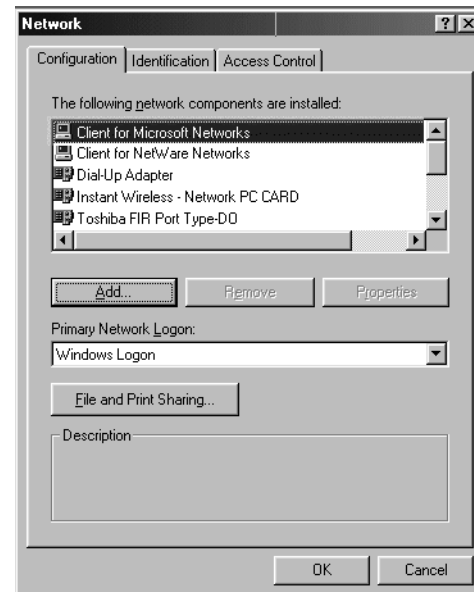 Network
Configuration Identification Access Control
The following network components are installed:
Client for Microsoft Networks
Client for NetWare Networks
Dial-Up Adapter
Instant Wireless - Network PC CARD
Toshiba FIR Port Type-DO
Add... Remove Properties
Primary Network Logon:
Windows Logon
File and Print Sharing...
Description
OK Cancel